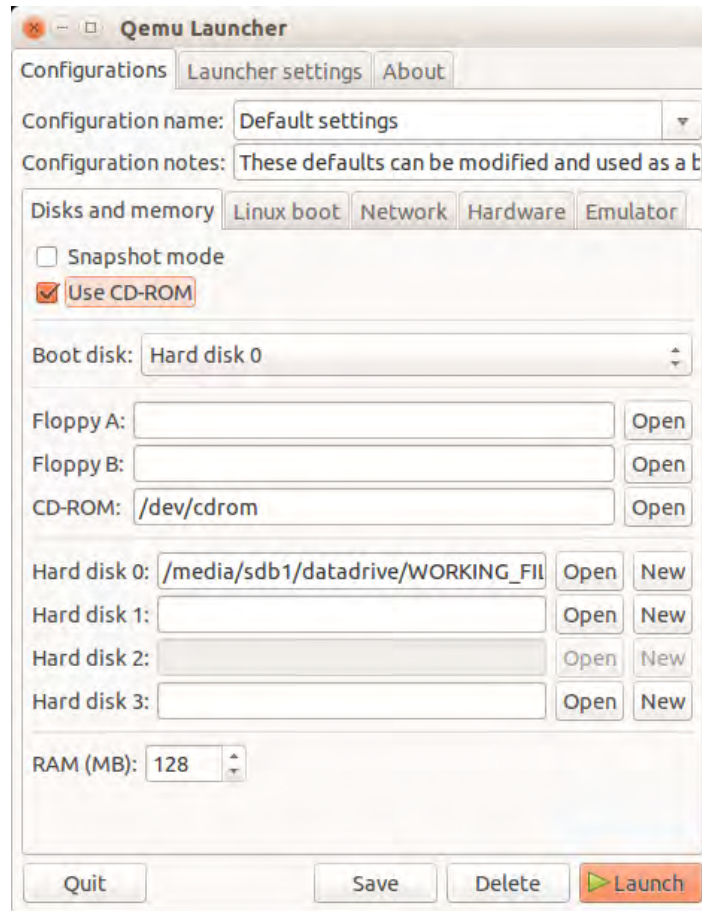 Qemu Launcher
Configurations Launcher settings About
Configuration name: Default settings
Configuration notes: These defaults can be modified and used as a b
Disks and memory Linux boot Network Hardware Emulator
Snapshot mode
Use CD-ROM
Boot disk: Hard disk 0
Floppy A: Open
Floppy B: Open
CD-ROM: /dev/cdrom Open
Hard disk 0: /media/sdb1/datadrive/WORKING_FIL Open New
Hard disk 1: Open New
Hard disk 2: Open New
Hard disk 3: Open New
RAM (MB): 128
Quit Save Delete Launch